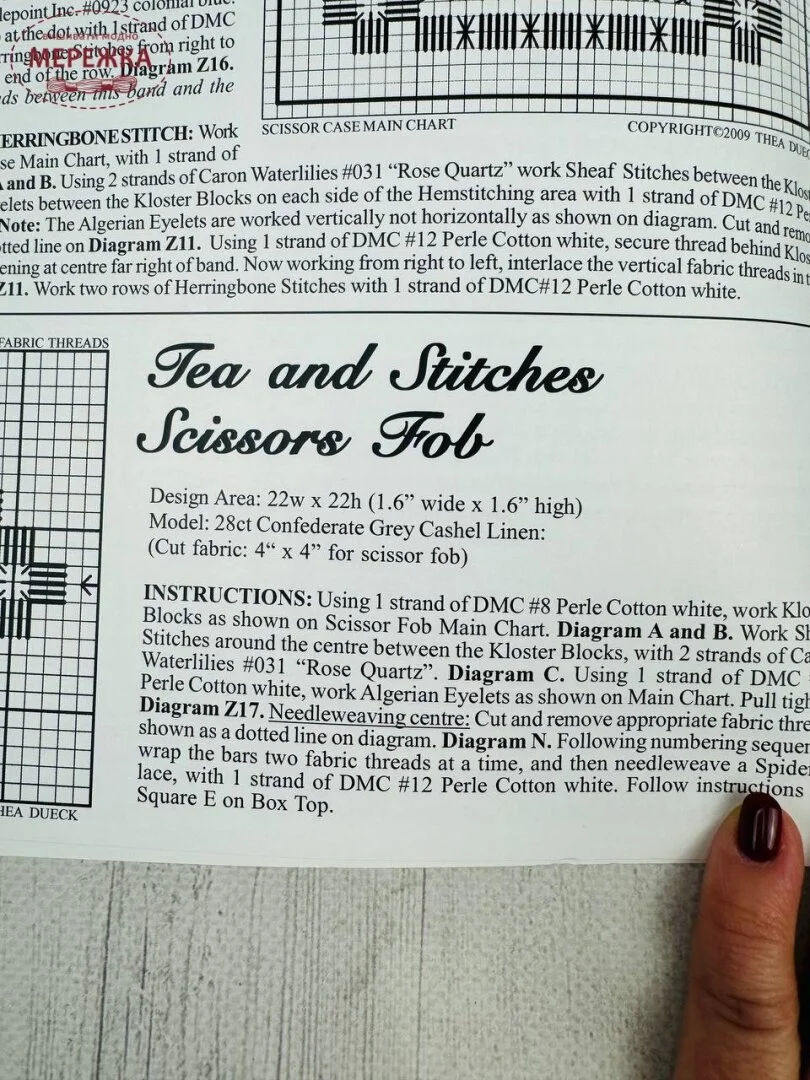 lepoint Inc. #0923 colonial blue.
at the dot with 1 strand of DMC
rringbone Stitches from right to
end of the row. Diagram Z16.
ds between this band and the
МЕРЕЖКА
SCISSOR CASE MAIN CHART
COPYRIGHT©2009 THEA DUEC
ERRINGBONE STITCH: Work
se Main Chart, with 1 strand of
A and B. Using 2 strands of Caron Waterlilies #031 “Rose Quartz” work Sheaf Stitches between the Klost
elets between the Kloster Blocks on each side of the Hemstitching area with 1 strand of DMC #12 Pe
Note: The Algerian Eyelets are worked vertically not horizontally as shown on diagram. Cut and remo
tted line on Diagram Z11. Using 1 strand of DMC #12 Perle Cotton white, secure thread behind Klos
ening at centre far right of band. Now working from right to left, interlace the vertical fabric threads in t
Z11. Work two rows of Herringbone Stitches with 1 strand of DMC#12 Perle Cotton white.
FABRIC THREADS
Tea and Stitches
Scissors Fob
Design Area: 22w x 22h (1.6” wide x 1.6” high)
Model: 28ct Confederate Grey Cashel Linen:
(Cut fabric: 4“ x 4” for scissor fob)
INSTRUCTIONS: Using 1 strand of DMC #8 Perle Cotton white, work Klo
Blocks as shown on Scissor Fob Main Chart. Diagram A and B. Work Sh
Stitches around the centre between the Kloster Blocks, with 2 strands of Ca
Waterlilies #031 “Rose Quartz”. Diagram C. Using 1 strand of DMC
Perle Cotton white, work Algerian Eyelets as shown on Main Chart. Pull tigh
Diagram Z17. Needleweaving centre: Cut and remove appropriate fabric thre
shown as a dotted line on diagram. Diagram N. Following numbering sequen
wrap the bars two fabric threads at a time, and then needleweave a Spider
lace, with 1 strand of DMC #12 Perle Cotton white. Follow instructions
Square E on Box Top.
HEA DUECK